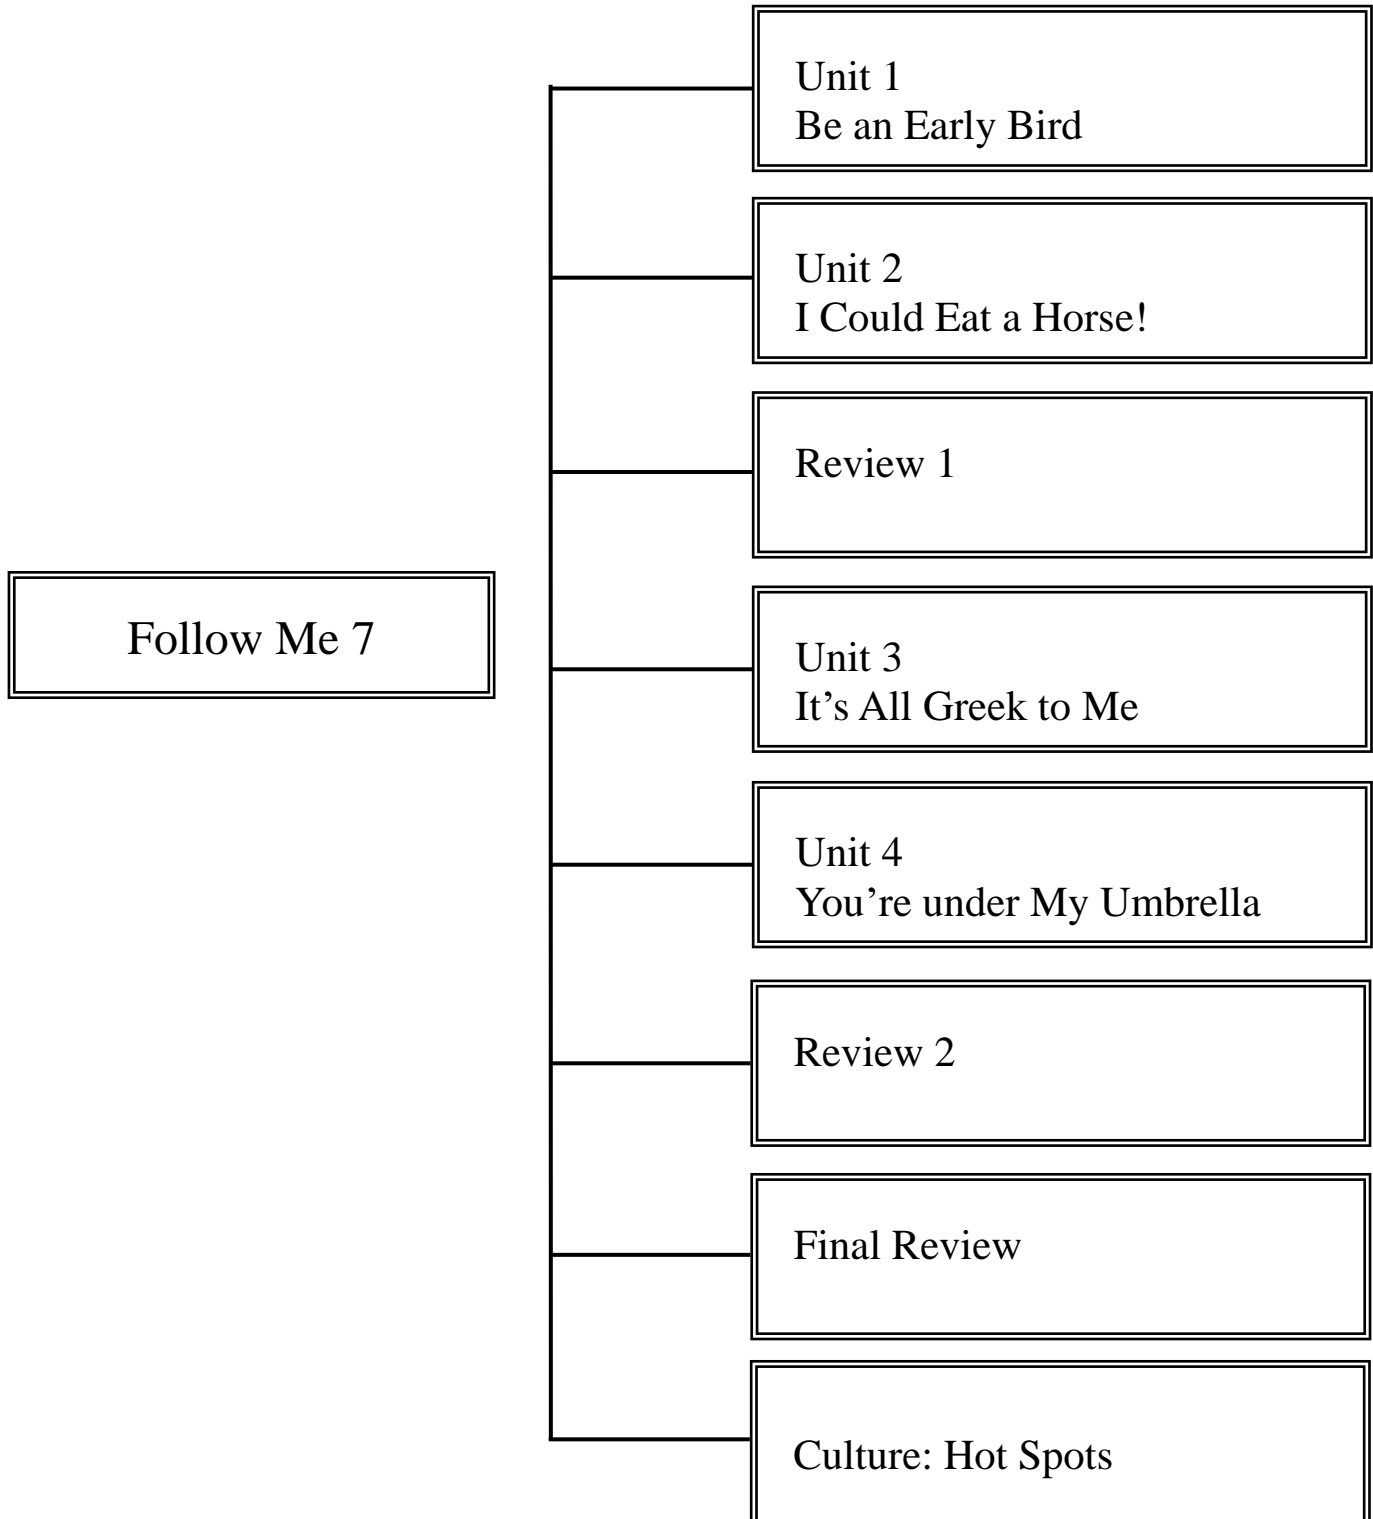 Follow Me 7
Unit 1
Be an Early Bird
Unit 2
I Could Eat a Horse!
Review 1
Unit 3
It’s All Greek to Me
Unit 4
You’re under My Umbrella
Review 2
Final Review
Culture: Hot Spots